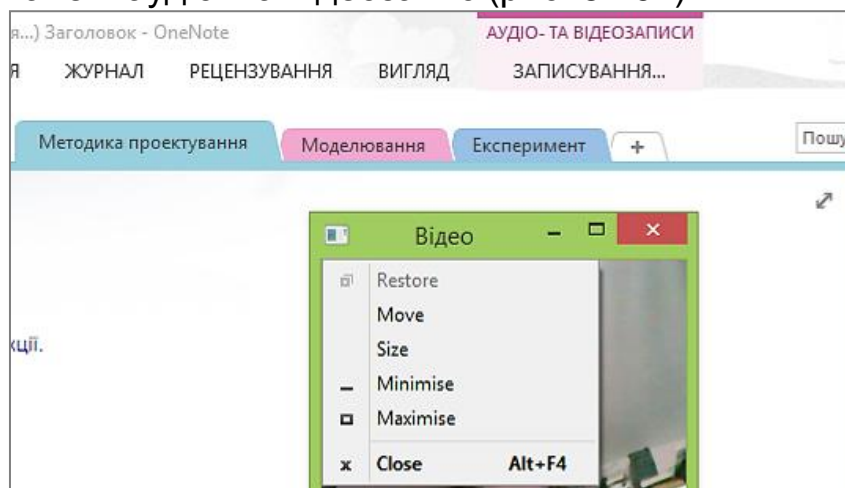 я...) Заголовок - OneNote
АУДІО- ТА ВІДЕОЗАПИСИ
Я ЖУРНАЛ РЕЦЕНЗУВАННЯ ВИГЛЯД ЗАПИСУВАННЯ...
Методика проектування Моделювання Експеримент + Пошу
Відео
Restore
Move
кції.
Size
Minimise
Maximise
Close Alt+F4